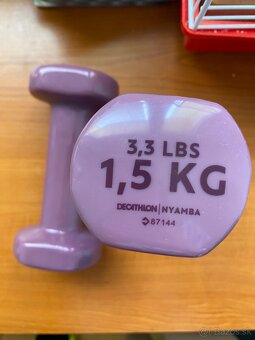 3,3 LBS
1,5 KG
DECATHLON | NYAMBA
87144